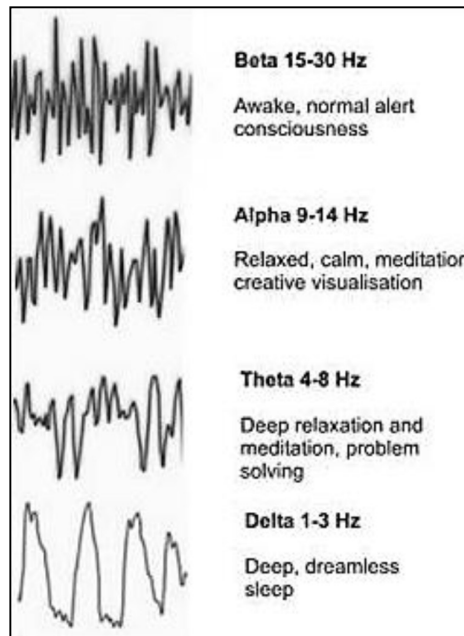 Beta 15-30 Hz
Awake, normal alert
consciousness
Alpha 9-14 Hz
Relaxed, calm, meditation
creative visualisation
Theta 4-8 Hz
Deep relaxation and
meditation, problem
solving
Delta 1-3 Hz
Deep, dreamless
sleep